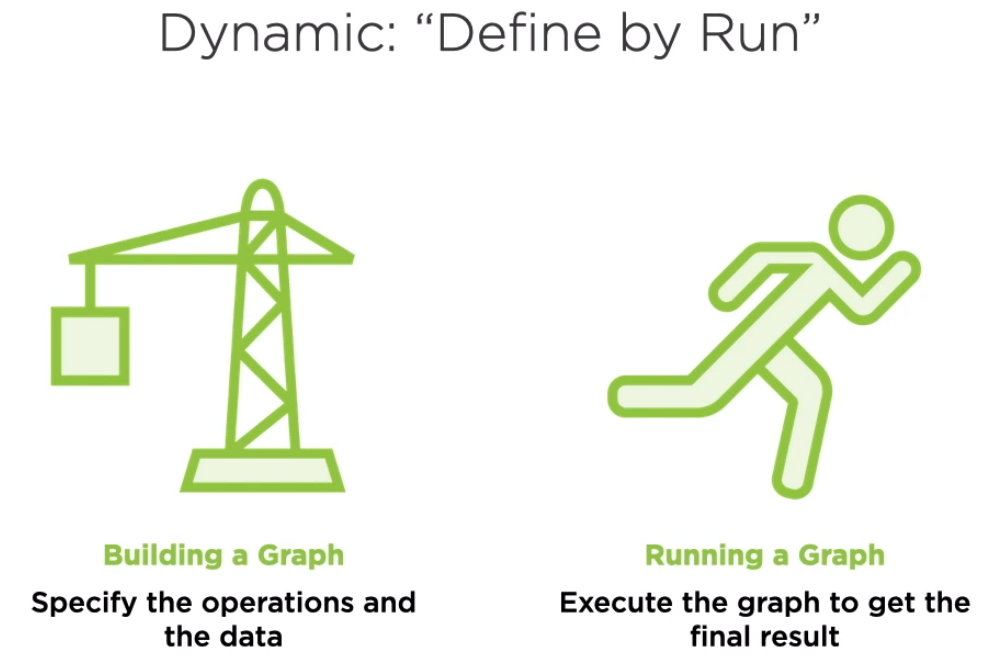 Dynamic: “Define by Run”
Building a Graph
Specify the operations and
the data
Running a Graph
Execute the graph to get the
final result